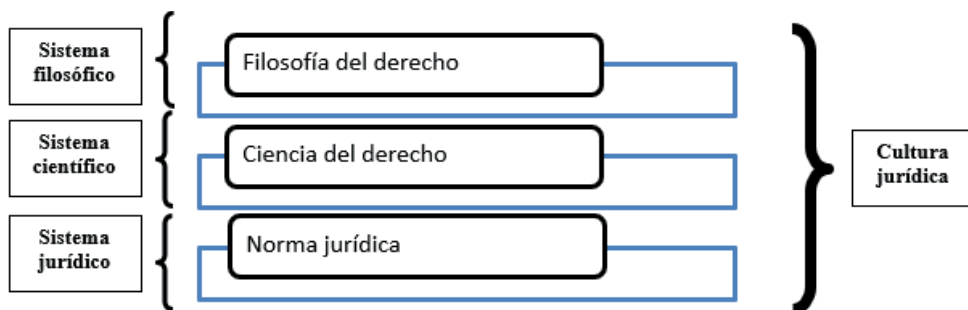 Sistema
filosófico
Filosofía del derecho
Sistema
científico
Ciencia del derecho
Sistema
jurídico
Norma jurídica
Cultura
jurídica